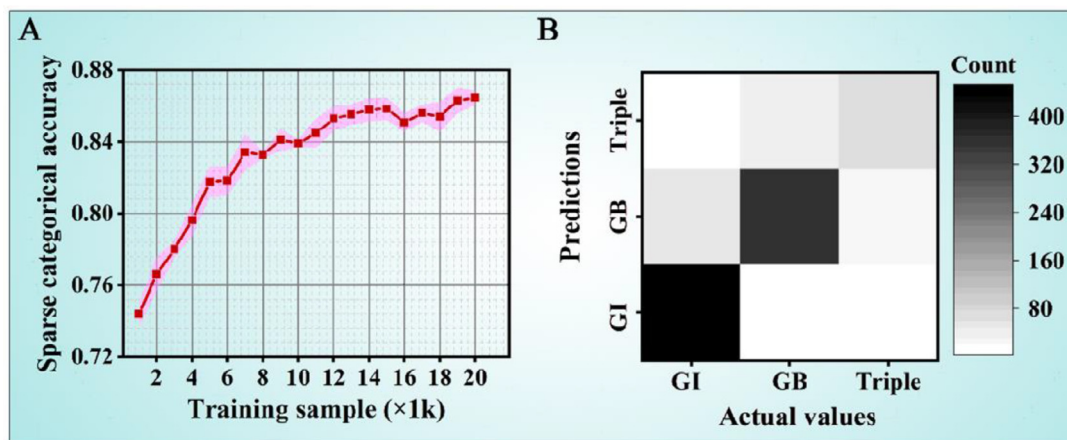 A
Sparse categorical accuracy
0.88
0.84
0.80
0.76
0.72
2 4 6 8 10 12 14 16 18 20
Training sample (×1k)
B
Predictions
Triple
GB
GI
GI GB Triple
Actual values
Count
400
320
240
160
80